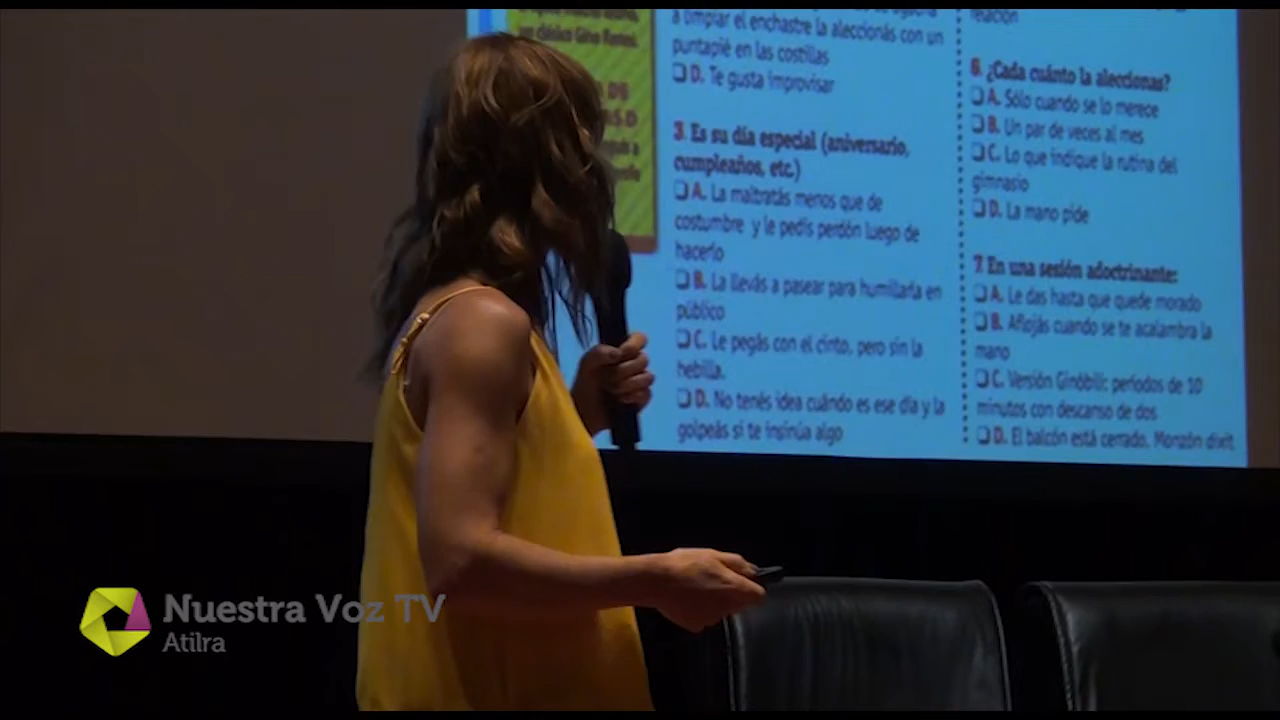 a limpiar el enchastre la aleccionás con un
puntapié en las costillas
❑ D. Te gusta improvisar
3. Es su día especial (aniversario,
cumpleaños, etc.)
❑ A. La maltratás menos que de
costumbre y le pedís perdón luego de
hacerlo
❑ B. La llevás a pasear para humillarla en
público
❑ C. Le pegás con el cinto, pero sin la
hebilla.
❑ D. No tenés idea cuándo es ese día y la
golpeás si te insinúa algo
relación
6. ¿Cada cuánto la aleccionas?
❑ A. Sólo cuando se lo merece
❑ B. Un par de veces al mes
❑ C. Lo que indique la rutina del
gimnasio
❑ D. La mano pide
7. En una sesión adoctrinante:
❑ A. Le das hasta que quede morado
❑ B. Aflojás cuando se te acalambra la
mano
❑ C. Versión Ginóbili: períodos de 10
minutos con descanso de dos
❑ D. El balcón está cerrado. Monzón dixit
Nuestra Voz TV
Atilra